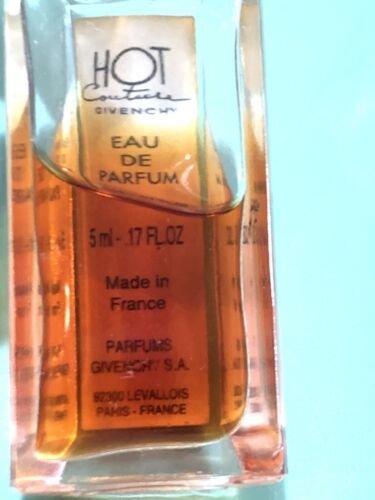 HOT
Couture
GIVENCHY
EAU
DE
PARFUM
5 ml - .17 FL.OZ
Made in
France
PARFUMS
GIVENCHY S.A.
92300 LEVALLOIS
PARIS - FRANCE